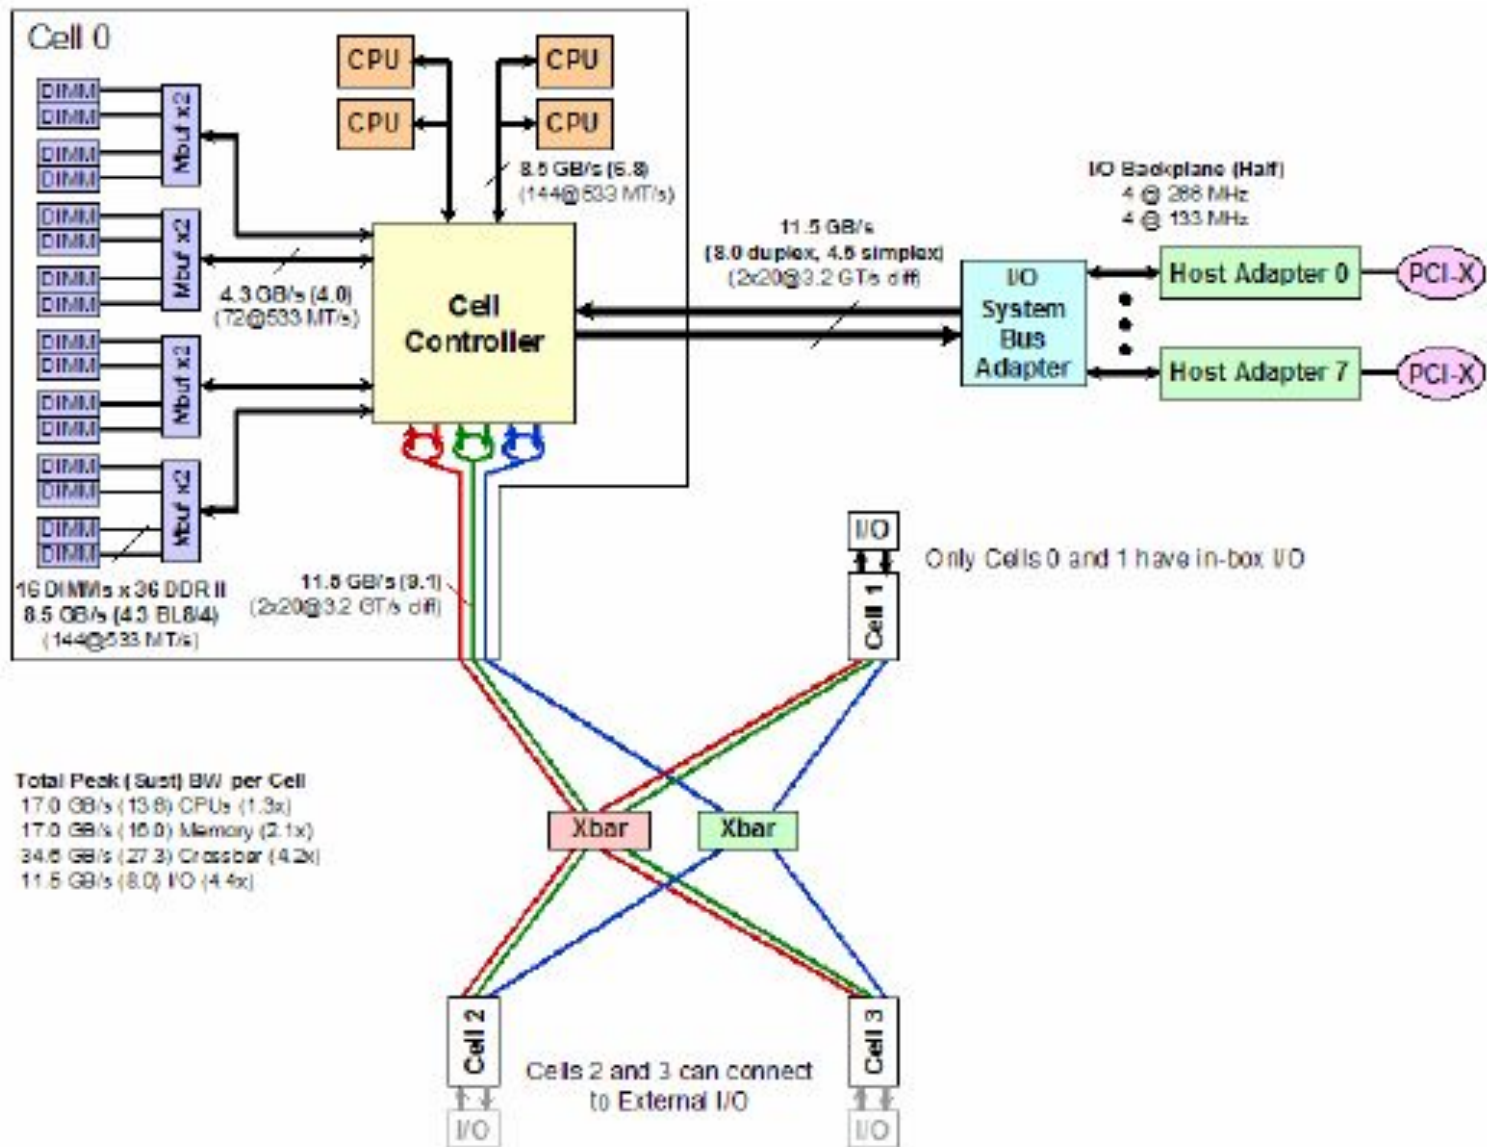 Cell 0
CPU
CPU
CPU
CPU
DIMM
DIMM
DIMM
DIMM
Mbuf x2
DIMM
DIMM
DIMM
DIMM
Mbuf x2
DIMM
DIMM
DIMM
DIMM
Mbuf x2
DIMM
DIMM
DIMM
DIMM
Mbuf x2
8.5 GB/s (6.8)
(144@533 MT/s)
4.3 GB/s (4.0)
(72@533 MT/s)
Cell
Controller
16 DIMMs x 36 DDR II
8.5 GB/s (4.3 BL8/4)
(144@533 MT/s)
11.5 GB/s (9.1)
(2x20@3.2 GT/s diff)
11.5 GB/s
(8.0 duplex, 4.5 simplex)
(2x20@3.2 GT/s diff)
I/O
System
Bus
Adapter
I/O Backplane (Half)
4 @ 266 MHz
4 @ 133 MHz
Host Adapter 0
PCI-X
Host Adapter 7
PCI-X
I/O
Cell 1
Only Cells 0 and 1 have in-box I/O
Total Peak (Sust) BW per Cell
17.0 GB/s (13.6) CPUs (1.3x)
17.0 GB/s (16.0) Memory (2.1x)
34.5 GB/s (27.3) Crossbar (4.2x)
11.5 GB/s (8.0) I/O (4.4x)
Xbar
Xbar
Cell 2
I/O
Cells 2 and 3 can connect
to External I/O
Cell 3
I/O